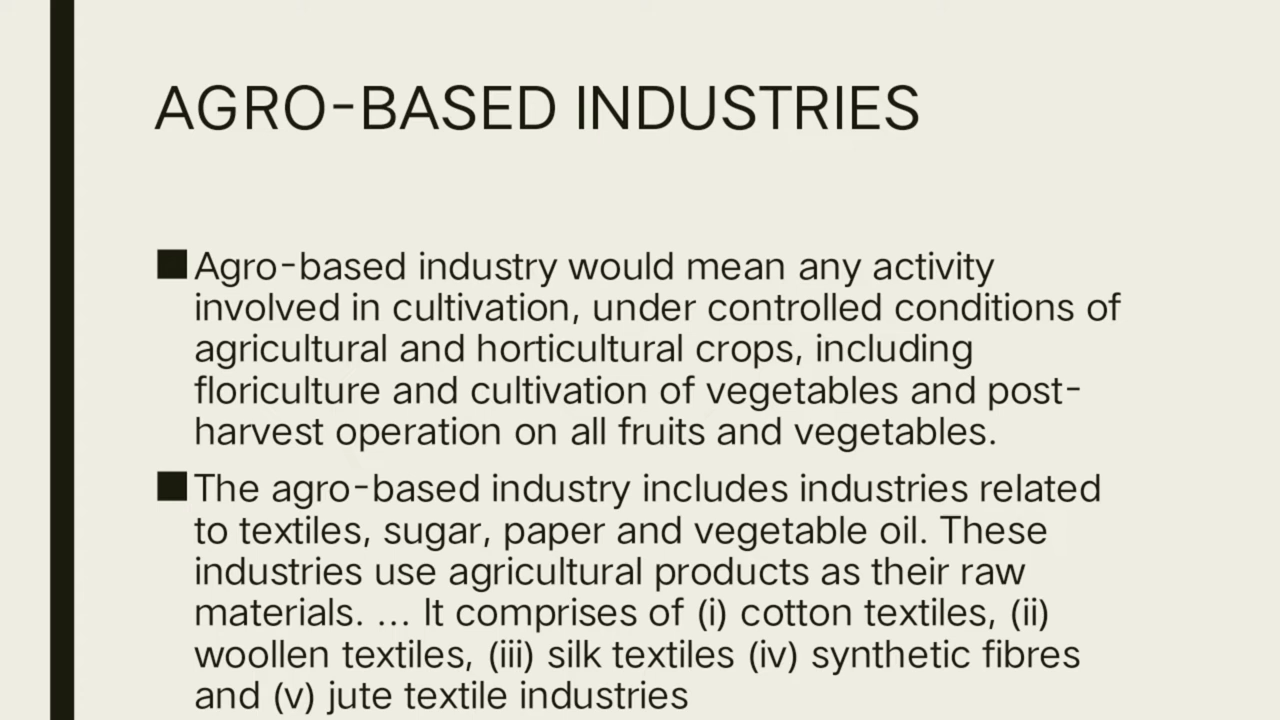 AGRO-BASED INDUSTRIES
■ Agro-based industry would mean any activity
involved in cultivation, under controlled conditions of
agricultural and horticultural crops, including
floriculture and cultivation of vegetables and post-
harvest operation on all fruits and vegetables.
■ The agro-based industry includes industries related
to textiles, sugar, paper and vegetable oil. These
industries use agricultural products as their raw
materials. ... It comprises of (i) cotton textiles, (ii)
woollen textiles, (iii) silk textiles (iv) synthetic fibres
and (v) jute textile industries